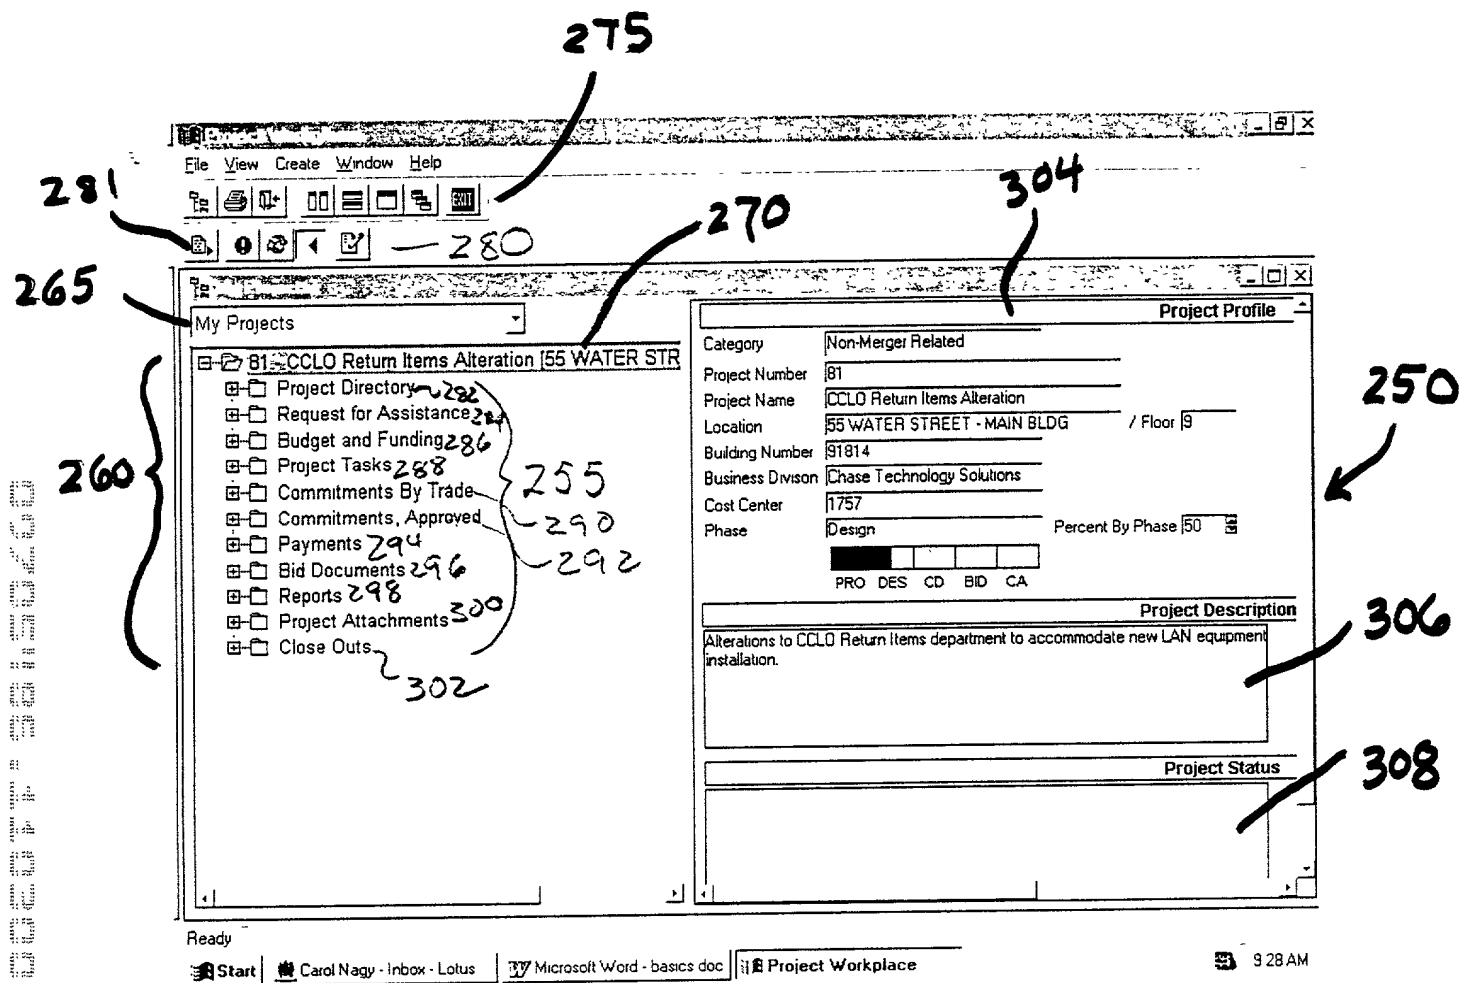 275
File View Create Window Help
281
304
EXIT
270
280
265
My Projects
Project Profile
81 CCLO Return Items Alteration [55 WATER STR
Project Directory 282
Request for Assistance 284
Budget and Funding 286
Project Tasks 288
Commitments By Trade 290
Commitments, Approved 292
Payments 294
Bid Documents 296
Reports 298
Project Attachments 300
Close Outs 302
260
255
Category Non-Merger Related
Project Number 81
Project Name CCLO Return Items Alteration
Location 55 WATER STREET - MAIN BLDG / Floor 9
Building Number 91814
Business Divison Chase Technology Solutions
Cost Center 1757
Phase Design Percent By Phase 50
PRO DES CD BID CA
250
Project Description
Alterations to CCLO Return Items department to accommodate new LAN equipment
installation.
306
Project Status
308
Ready
Start Carol Nagy - Inbox - Lotus Microsoft Word - basics doc Project Workplace 9 28 AM